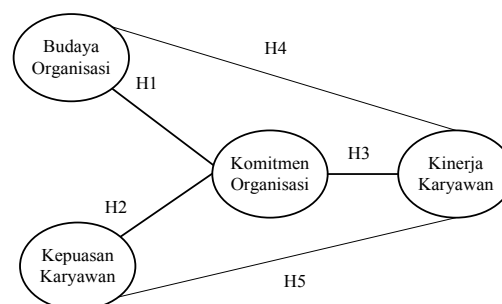 Budaya
Organisasi
H4
H1
Komitmen
Organisasi
H3
Kinerja
Karyawan
H2
Kepuasan
Karyawan
H5